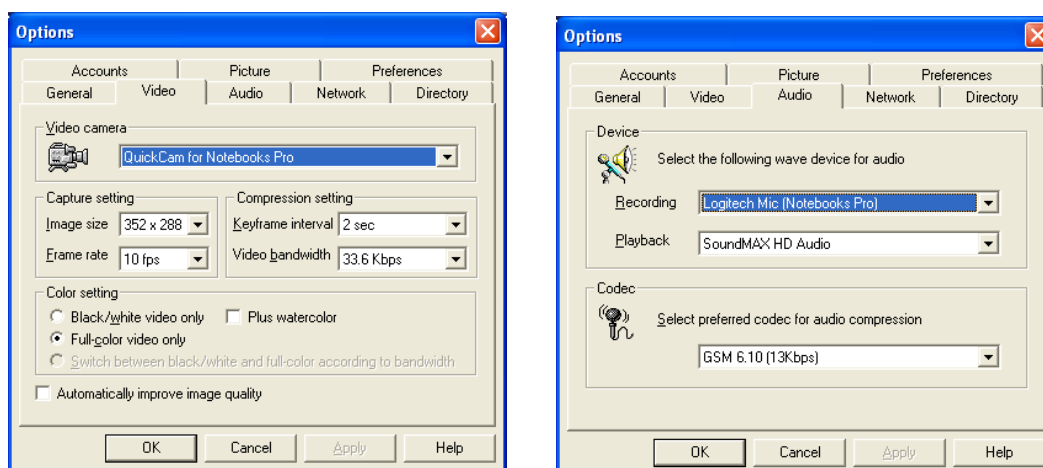 Options
Accounts Picture Preferences
General Video Audio Network Directory
Video camera
QuickCam for Notebooks Pro
Capture setting
Image size 352 x 288
Frame rate 10 fps
Compression setting
Keyframe interval 2 sec
Video bandwidth 33.6 Kbps
Color setting
Black/white video only Plus watercolor
Full-color video only
Switch between black/white and full-color according to bandwidth
Automatically improve image quality
OK Cancel Apply Help
Options
Accounts Picture Preferences
General Video Audio Network Directory
Device
Select the following wave device for audio
Recording Logitech Mic (Notebooks Pro)
Playback SoundMAX HD Audio
Codec
Select preferred codec for audio compression
GSM 6.10 (13Kbps)
OK Cancel Apply Help